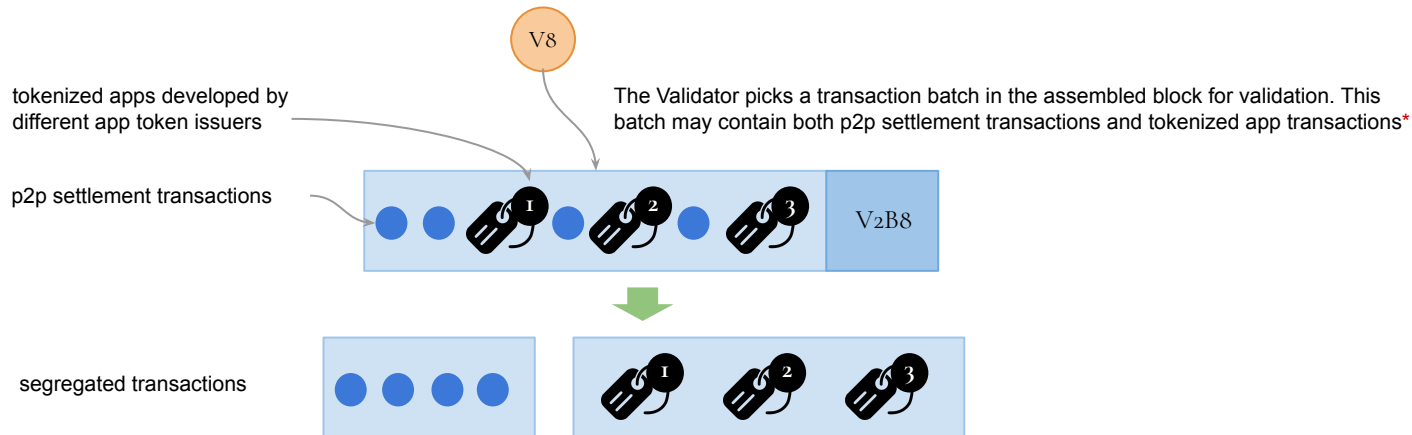 V8
tokenized apps developed by
different app token issuers
The Validator picks a transaction batch in the assembled block for validation. This
batch may contain both p2p settlement transactions and tokenized app transactions*
p2p settlement transactions
1
2
3
V2B8
segregated transactions
1
2
3